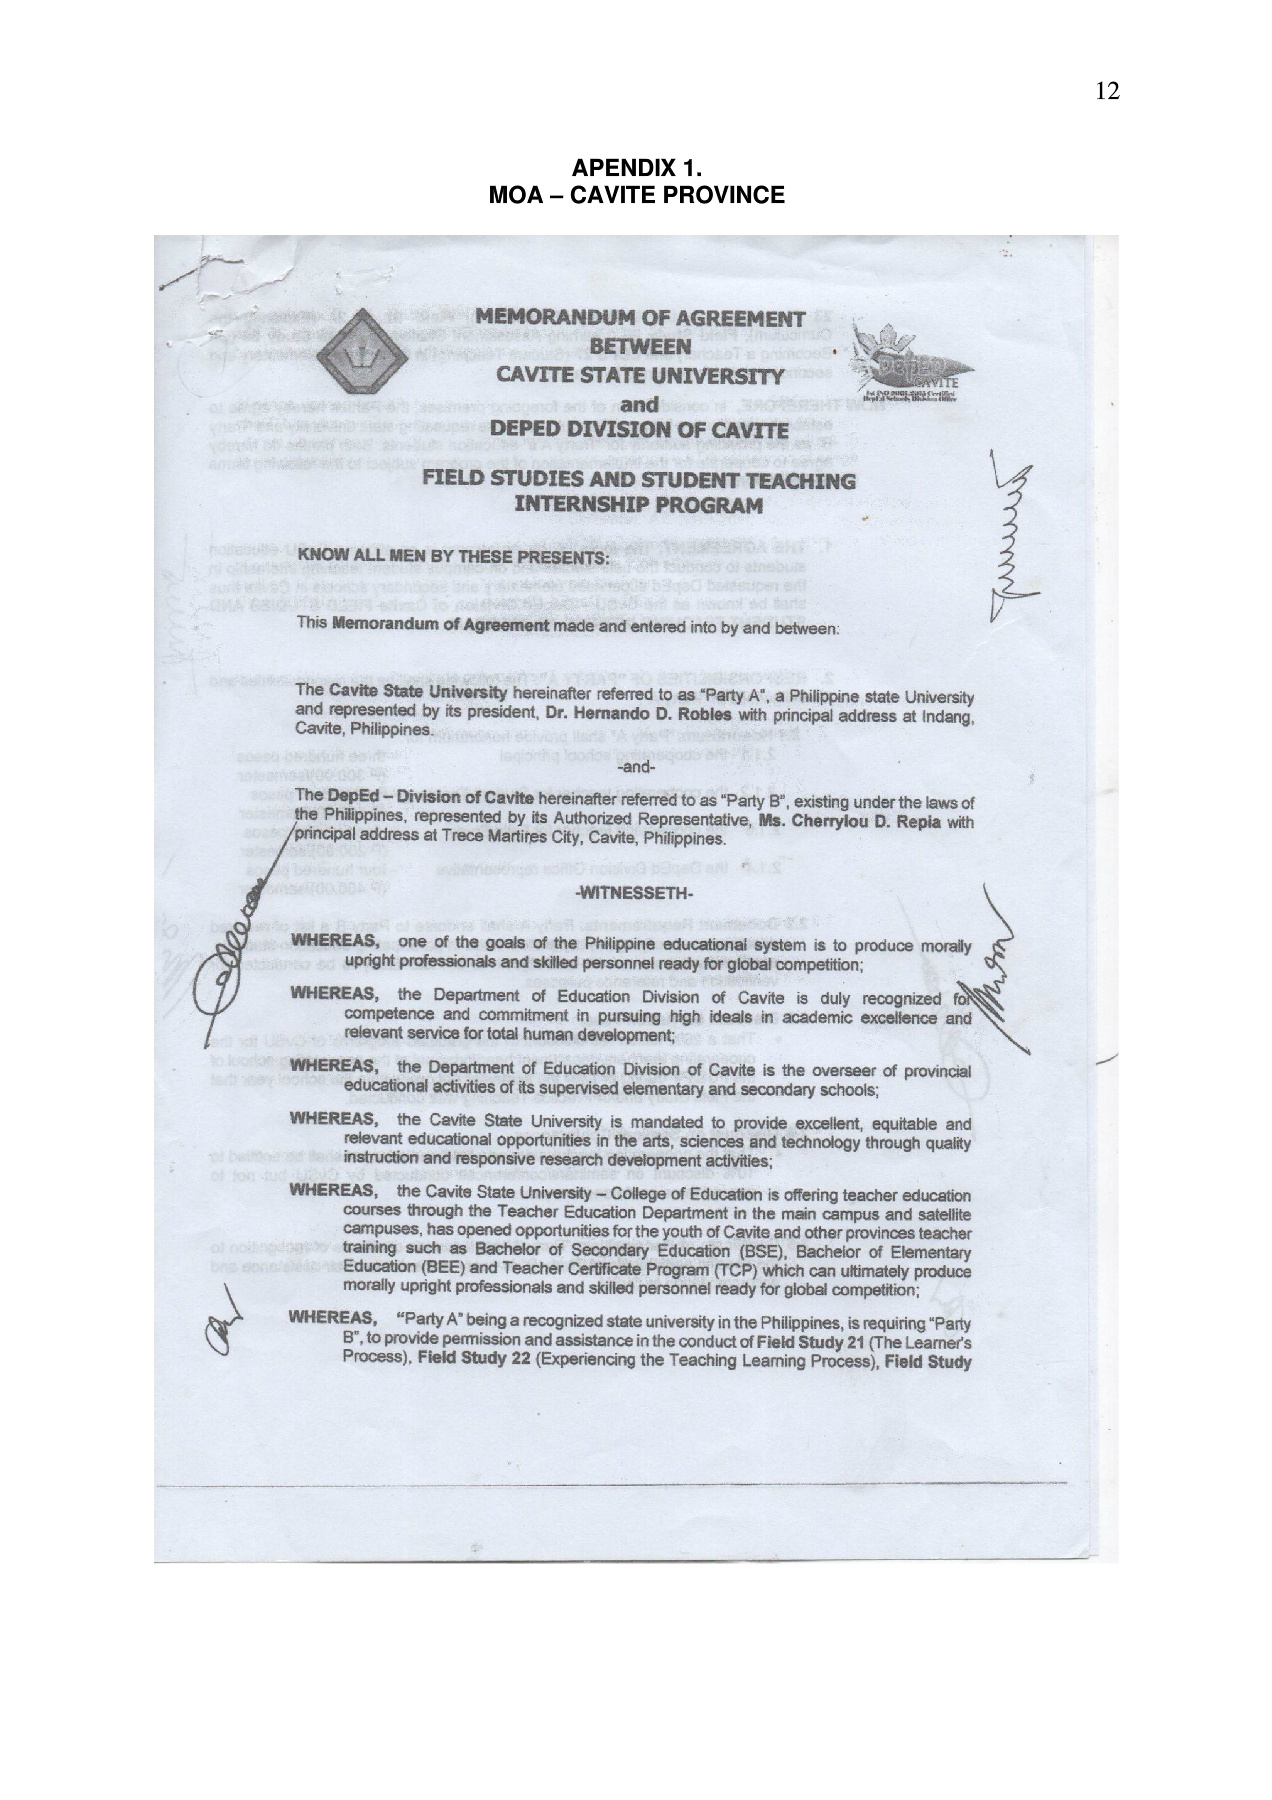 12
APENDIX 1.
MOA – CAVITE PROVINCE
MEMORANDUM OF AGREEMENT
BETWEEN
CAVITE STATE UNIVERSITY
and
DEPED DIVISION OF CAVITE
DEPED
CAVITE
FIELD STUDIES AND STUDENT TEACHING
INTERNSHIP PROGRAM
KNOW ALL MEN BY THESE PRESENTS:
This Memorandum of Agreement made and entered into by and between:
The Cavite State University hereinafter referred to as “Party A”, a Philippine state University
and represented by its president, Dr. Hernando D. Robles with principal address at Indang,
Cavite, Philippines.
-and-
The DepEd – Division of Cavite hereinafter referred to as “Party B”, existing under the laws of
the Philippines, represented by its Authorized Representative, Ms. Cherrylou D. Repia with
principal address at Trece Martires City, Cavite, Philippines.
-WITNESSETH-
WHEREAS, one of the goals of the Philippine educational system is to produce morally
upright professionals and skilled personnel ready for global competition;
WHEREAS, the Department of Education Division of Cavite is duly recognized for
competence and commitment in pursuing high ideals in academic excellence and
relevant service for total human development;
WHEREAS, the Department of Education Division of Cavite is the overseer of provincial
educational activities of its supervised elementary and secondary schools;
WHEREAS, the Cavite State University is mandated to provide excellent, equitable and
relevant educational opportunities in the arts, sciences and technology through quality
instruction and responsive research development activities;
WHEREAS, the Cavite State University – College of Education is offering teacher education
courses through the Teacher Education Department in the main campus and satellite
campuses, has opened opportunities for the youth of Cavite and other provinces teacher
training such as Bachelor of Secondary Education (BSE), Bachelor of Elementary
Education (BEE) and Teacher Certificate Program (TCP) which can ultimately produce
morally upright professionals and skilled personnel ready for global competition;
WHEREAS, “Party A” being a recognized state university in the Philippines, is requiring “Party
B”, to provide permission and assistance in the conduct of Field Study 21 (The Learner's
Process), Field Study 22 (Experiencing the Teaching Learning Process), Field Study